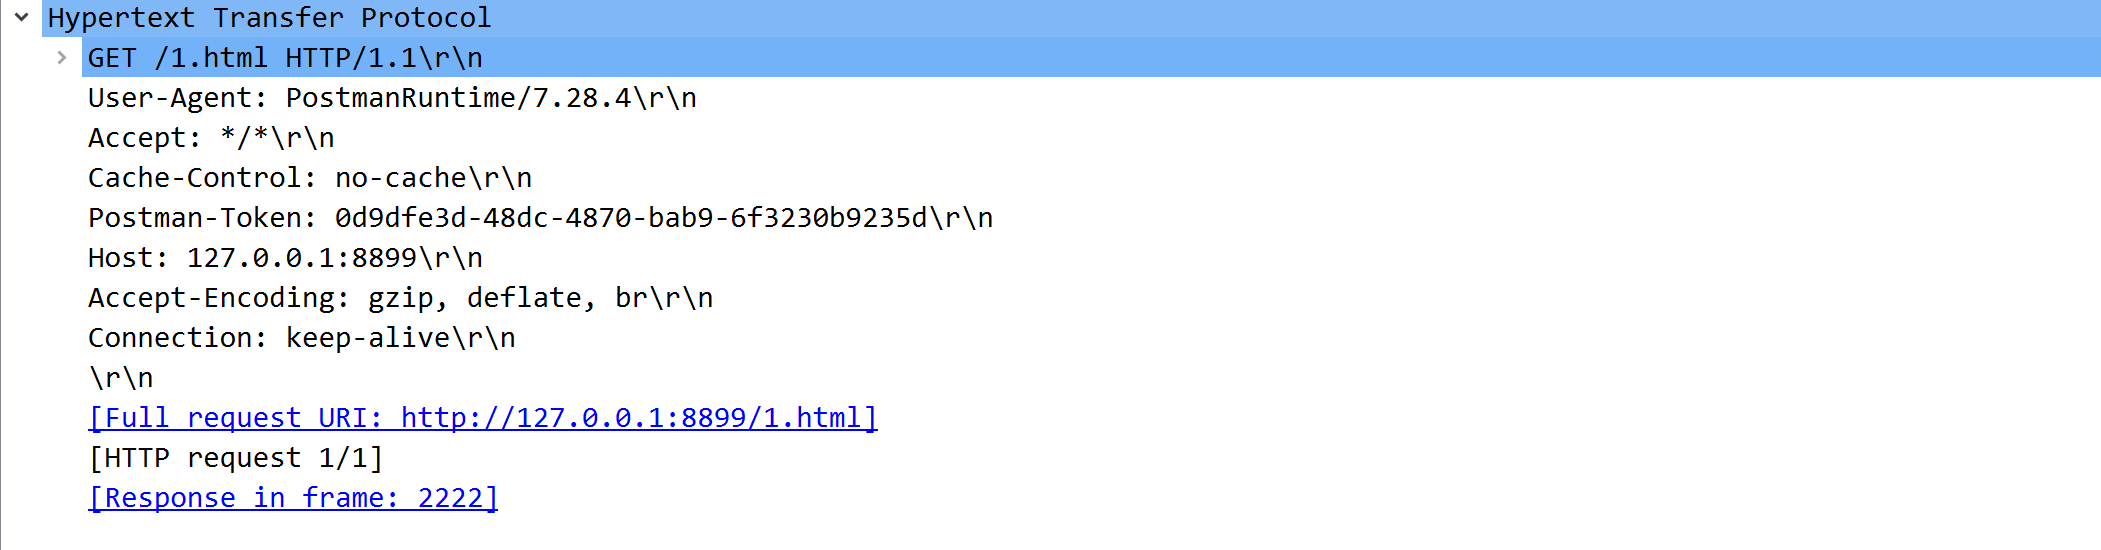 Hypertext Transfer Protocol
GET /1.html HTTP/1.1\r\n
User-Agent: PostmanRuntime/7.28.4\r\n
Accept: */*\r\n
Cache-Control: no-cache\r\n
Postman-Token: 0d9dfe3d-48dc-4870-bab9-6f3230b9235d\r\n
Host: 127.0.0.1:8899\r\n
Accept-Encoding: gzip, deflate, br\r\n
Connection: keep-alive\r\n
\r\n
[Full request URI: http://127.0.0.1:8899/1.html]
[HTTP request 1/1]
[Response in frame: 2222]